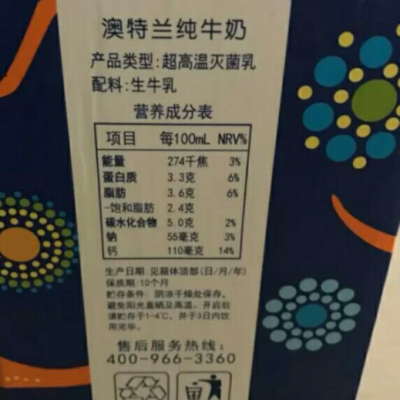 澳特兰纯牛奶
产品类型:超高温灭菌乳
配料:生牛乳
营养成分表
项目 每100mL NRV%
能量 274千焦 3%
蛋白质 3.3克 6%
脂肪 3.6克 6%
-饱和脂肪 2.4克
碳水化合物 5.0克 2%
钠 55毫克 3%
钙 110毫克 14%
生产日期:见箱体顶部(日/月/年)
保质期:10个月
贮存条件:阴凉干燥处保存。
避免阳光直晒及高温。开启后
请贮存于1-4℃, 并于3日内饮
用完毕。
售后服务热线:
400-966-3360